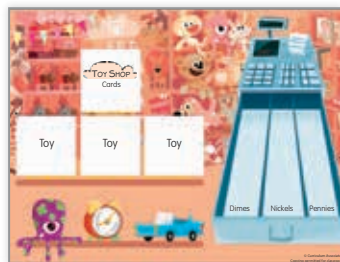 TOY SHOP
Cards
Toy
Toy
Toy
Dimes
Nickels
Pennies